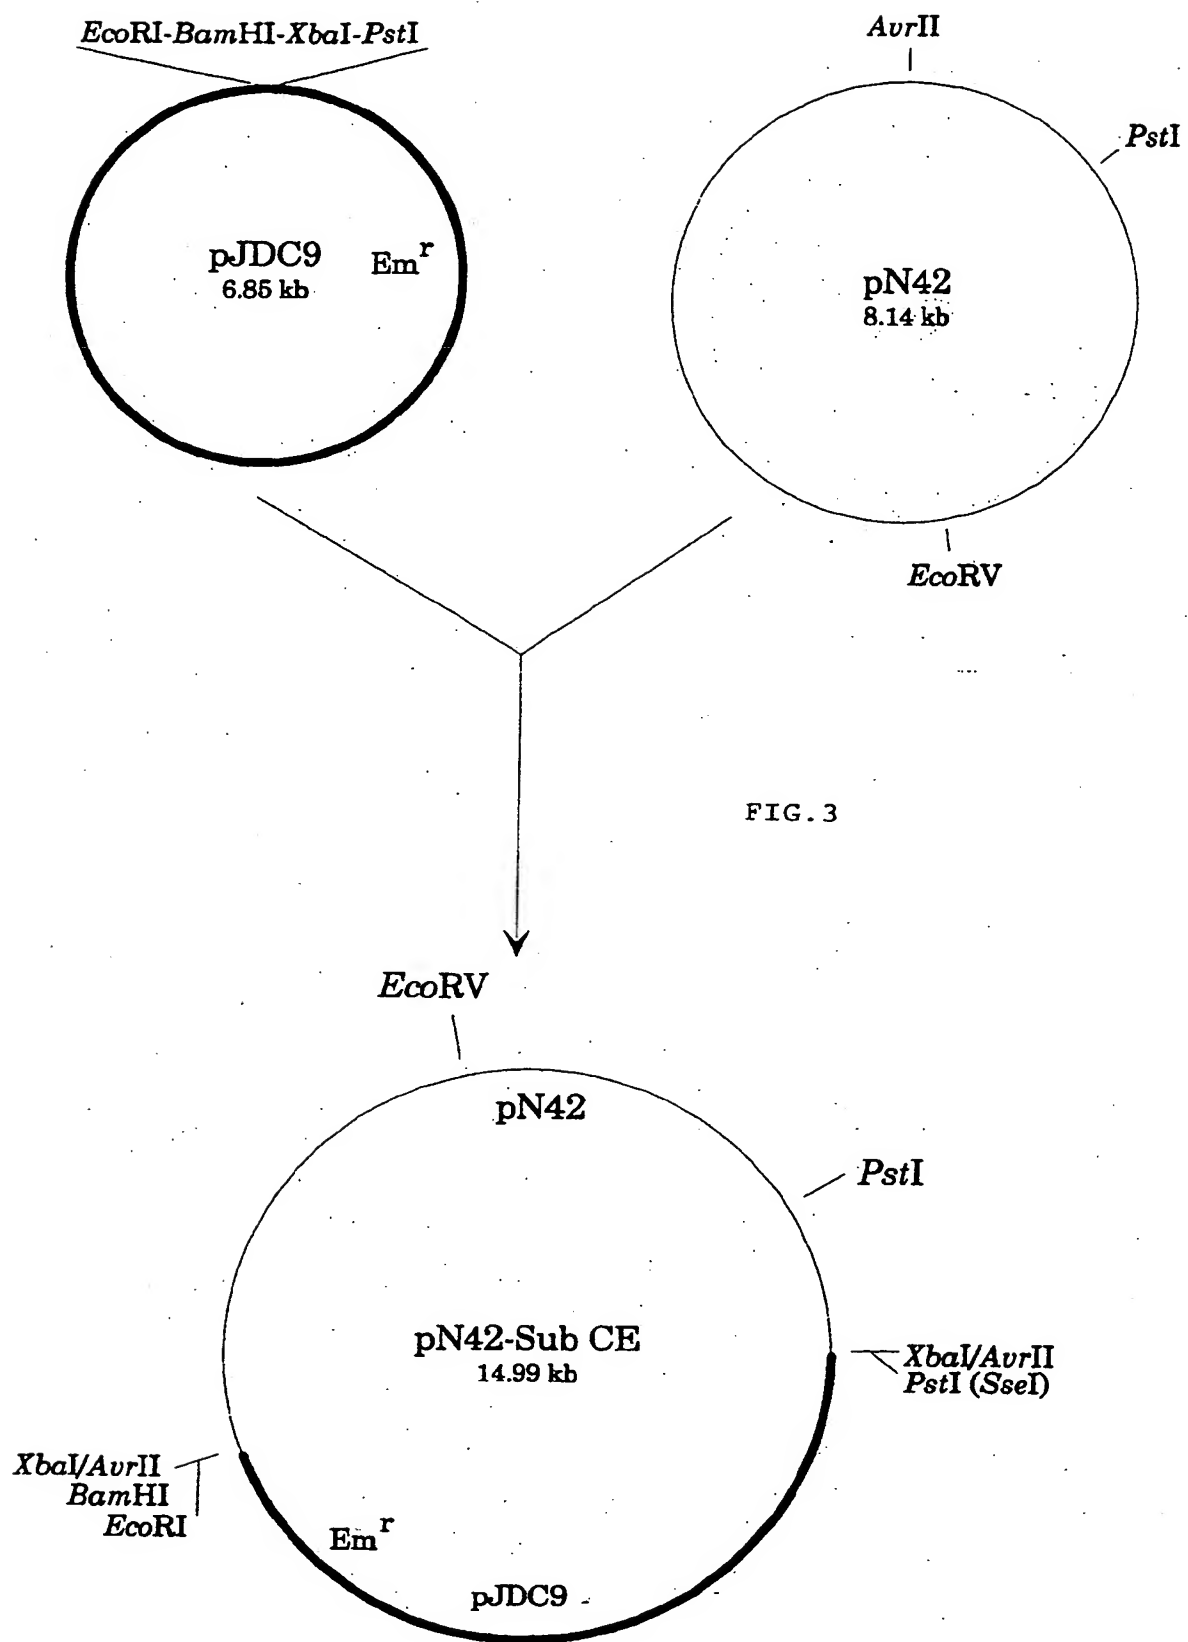 EcoRI-BamHI-XbaI-PstI
AvrII
PstI
pJDC9
6.85 kb
Em^r
pN42
8.14 kb
EcoRV
FIG.3
EcoRV
pN42
PstI
pN42-Sub CE
14.99 kb
XbaI/AvrII
PstI (SseI)
XbaI/AvrII
BamHI
EcoRI
Em^r
pJDC9